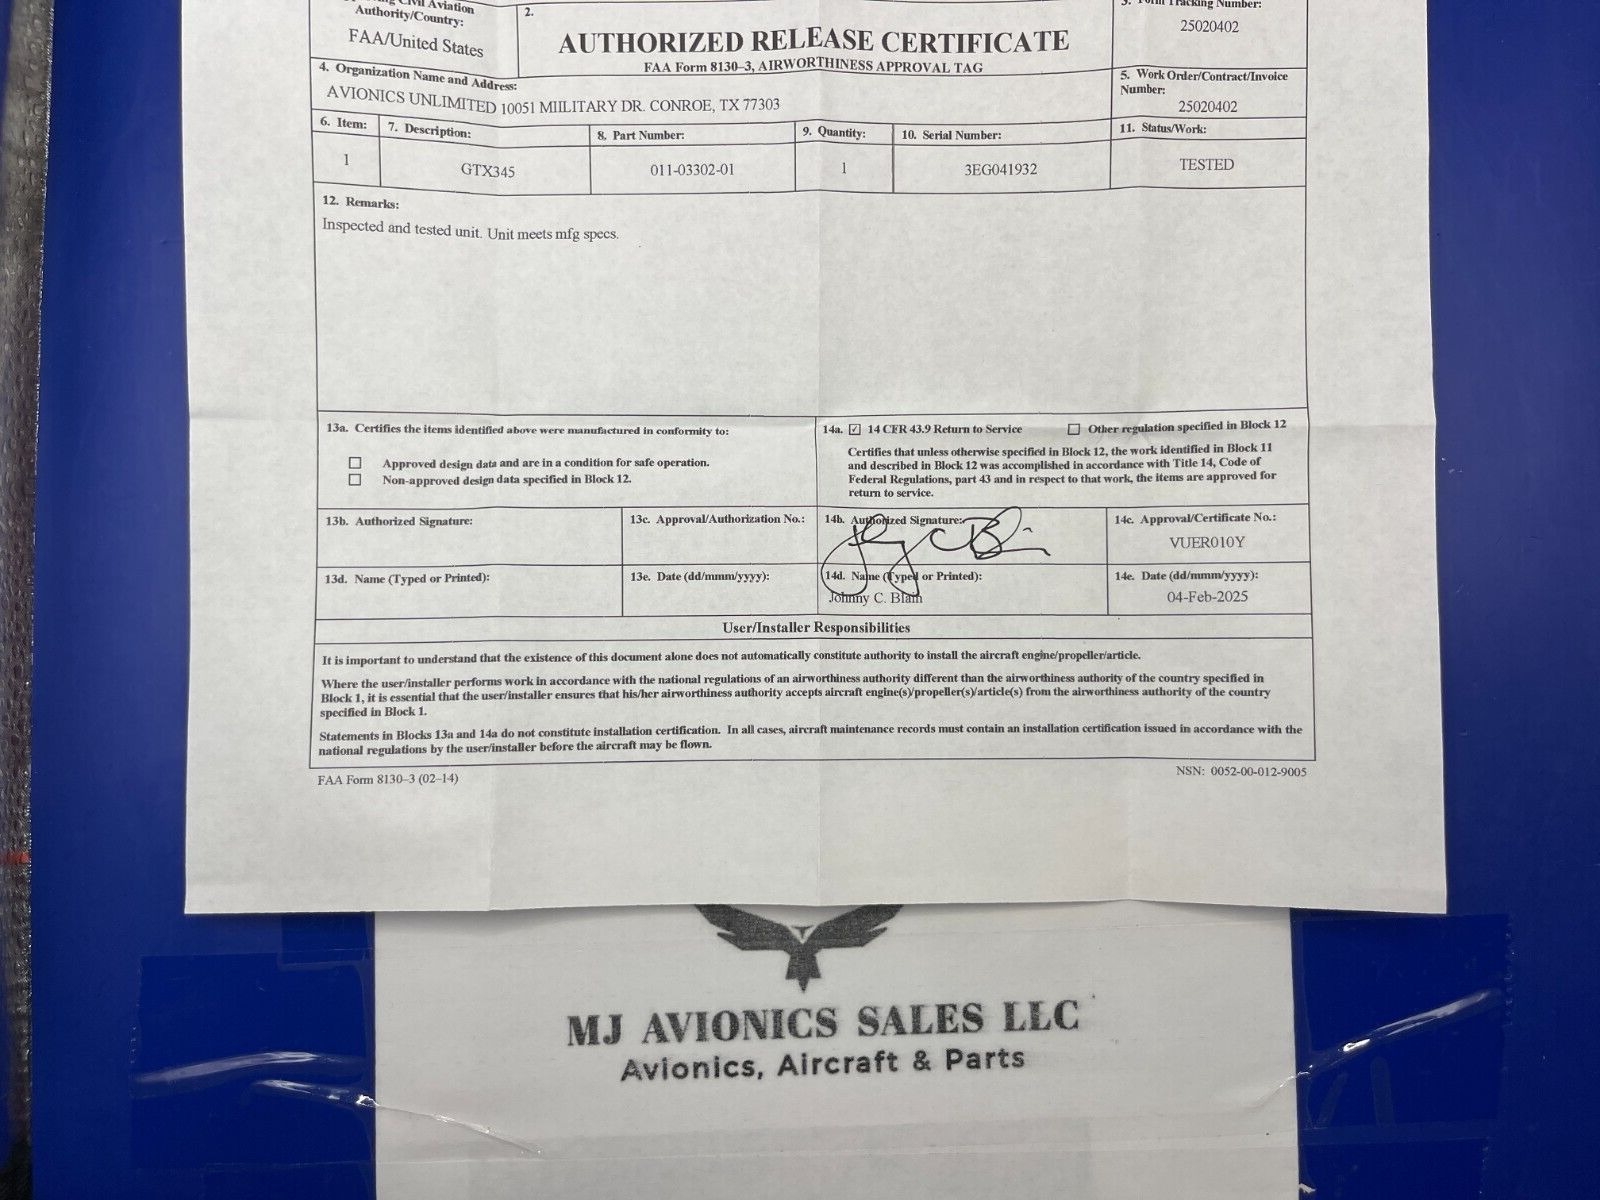 Civil Aviation
Authority/Country:
FAA/United States
2.
AUTHORIZED RELEASE CERTIFICATE
FAA Form 8130–3, AIRWORTHINESS APPROVAL TAG
3. Form Tracking Number:
25020402
4. Organization Name and Address:
AVIONICS UNLIMITED 10051 MIILITARY DR. CONROE, TX 77303
5. Work Order/Contract/Invoice
Number:
25020402
6. Item:
7. Description:
8. Part Number:
9. Quantity:
10. Serial Number:
11. Status/Work:
1
GTX345
011-03302-01
1
3EG041932
TESTED
12. Remarks:
Inspected and tested unit. Unit meets mfg specs.
13a. Certifies the items identified above were manufactured in conformity to:
Approved design data and are in a condition for safe operation.
Non-approved design data specified in Block 12.
14a. ☑ 14 CFR 43.9 Return to Service ☐ Other regulation specified in Block 12
Certifies that unless otherwise specified in Block 12, the work identified in Block 11
and described in Block 12 was accomplished in accordance with Title 14, Code of
Federal Regulations, part 43 and in respect to that work, the items are approved for
return to service.
13b. Authorized Signature:
13c. Approval/Authorization No.:
14b. Authorized Signature:
14c. Approval/Certificate No.:
VUER010Y
13d. Name (Typed or Printed):
13e. Date (dd/mmm/yyyy):
14d. Name (Typed or Printed):
Johnny C. Blain
14e. Date (dd/mmm/yyyy):
04-Feb-2025
User/Installer Responsibilities
It is important to understand that the existence of this document alone does not automatically constitute authority to install the aircraft engine/propeller/article.
Where the user/installer performs work in accordance with the national regulations of an airworthiness authority different than the airworthiness authority of the country specified in
Block 1, it is essential that the user/installer ensures that his/her airworthiness authority accepts aircraft engine(s)/propeller(s)/article(s) from the airworthiness authority of the country
specified in Block 1.
Statements in Blocks 13a and 14a do not constitute installation certification. In all cases, aircraft maintenance records must contain an installation certification issued in accordance with the
national regulations by the user/installer before the aircraft may be flown.
FAA Form 8130–3 (02–14)
NSN: 0052-00-012-9005
MJ AVIONICS SALES LLC
Avionics, Aircraft & Parts